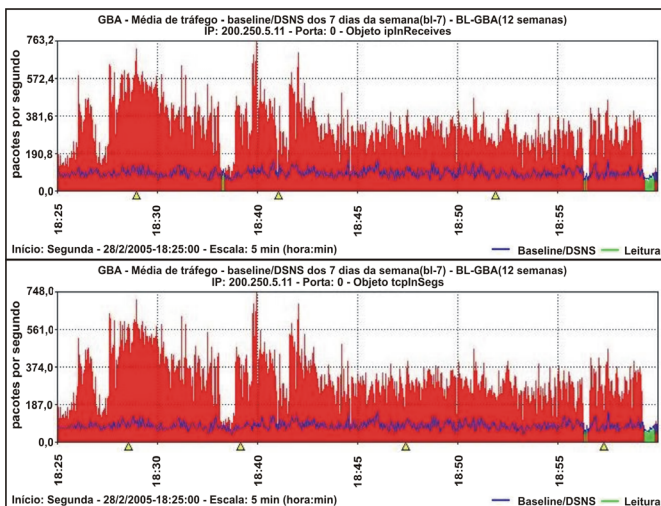 GBA - Média de tráfego - baseline/DSNS dos 7 dias da semana(bl-7) - BL-GBA(12 semanas)
IP: 200.250.5.11 - Porta: 0 - Objeto ipInReceives
pacotes por segundo
763,2
572,4
381,6
190,8
0,0
18:25
18:30
18:40
18:45
18:50
18:55
Início: Segunda - 28/2/2005-18:25:00 - Escala: 5 min (hora:min)
Baseline/DSNS
Leitura
GBA - Média de tráfego - baseline/DSNS dos 7 dias da semana(bl-7) - BL-GBA(12 semanas)
IP: 200.250.5.11 - Porta: 0 - Objeto tcpInSegs
pacotes por segundo
748,0
561,0
374,0
187,0
0,0
18:25
18:30
18:40
18:45
18:50
18:55
Início: Segunda - 28/2/2005-18:25:00 - Escala: 5 min (hora:min)
Baseline/DSNS
Leitura